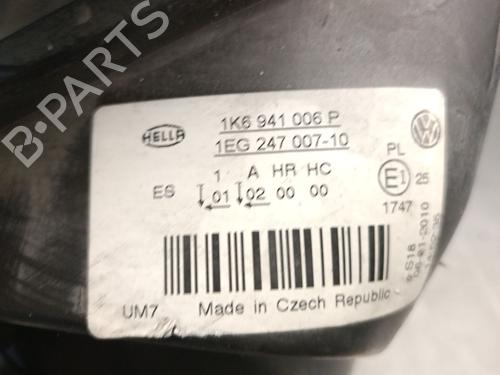 HELLA
1K6 941 006 P
1EG 247 007-10
1 A HR HC
ES 01 02 00 00
PL
E1 25
1747
UM7 Made in Czech Republic
B-PARTS